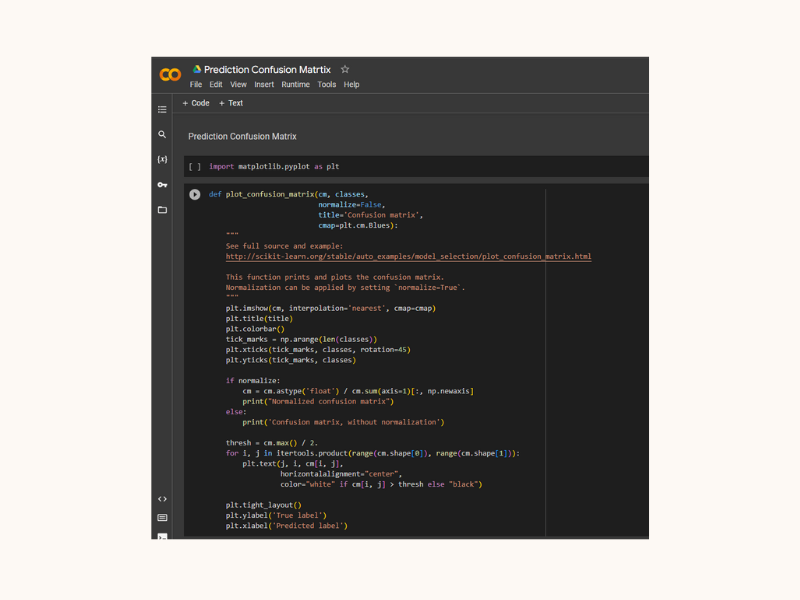 Prediction Confusion Matrtix
File Edit View Insert Runtime Tools Help
+ Code + Text
Prediction Confusion Matrix
[ ] import matplotlib.pyplot as plt
def plot_confusion_matrix(cm, classes,
normalize=False,
title='Confusion matrix',
cmap=plt.cm.Blues):
"""
See full source and example:
http://scikit-learn.org/stable/auto_examples/model_selection/plot_confusion_matrix.html
This function prints and plots the confusion matrix.
Normalization can be applied by setting `normalize=True`.
"""
plt.imshow(cm, interpolation='nearest', cmap=cmap)
plt.title(title)
plt.colorbar()
tick_marks = np.arange(len(classes))
plt.xticks(tick_marks, classes, rotation=45)
plt.yticks(tick_marks, classes)
if normalize:
cm = cm.astype('float') / cm.sum(axis=1)[:, np.newaxis]
print("Normalized confusion matrix")
else:
print('Confusion matrix, without normalization')
thresh = cm.max() / 2.
for i, j in itertools.product(range(cm.shape[0]), range(cm.shape[1])):
plt.text(j, i, cm[i, j],
horizontalalignment="center",
color="white" if cm[i, j] > thresh else "black")
plt.tight_layout()
plt.ylabel('True label')
plt.xlabel('Predicted label')